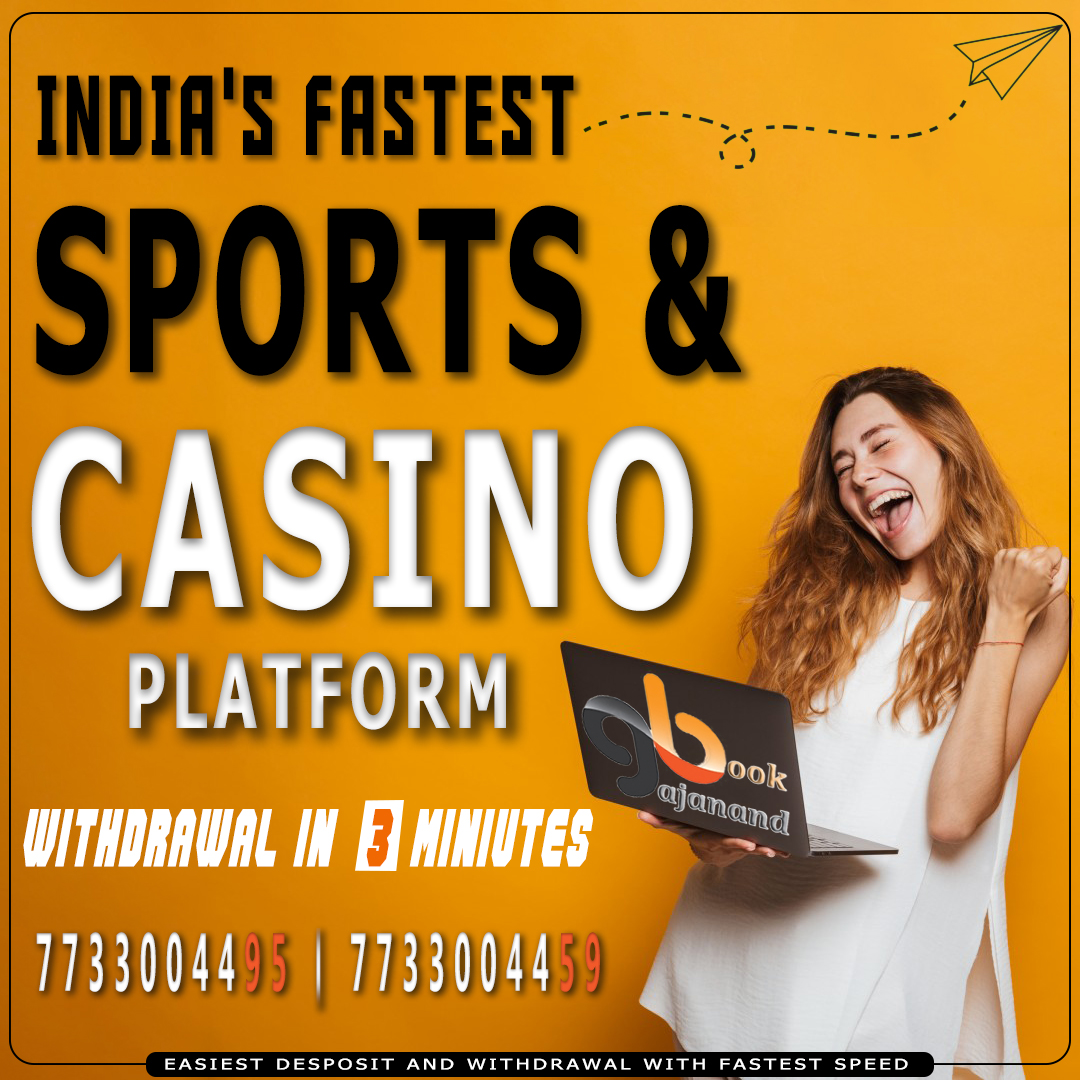 INDIA'S FASTEST
SPORTS &
CASINO
PLATFORM
book
gajanand
WITHDRAWAL IN 3 MINIUTES
7733004495 | 7733004459
EASIEST DESPOSIT AND WITHDRAWAL WITH FASTEST SPEED